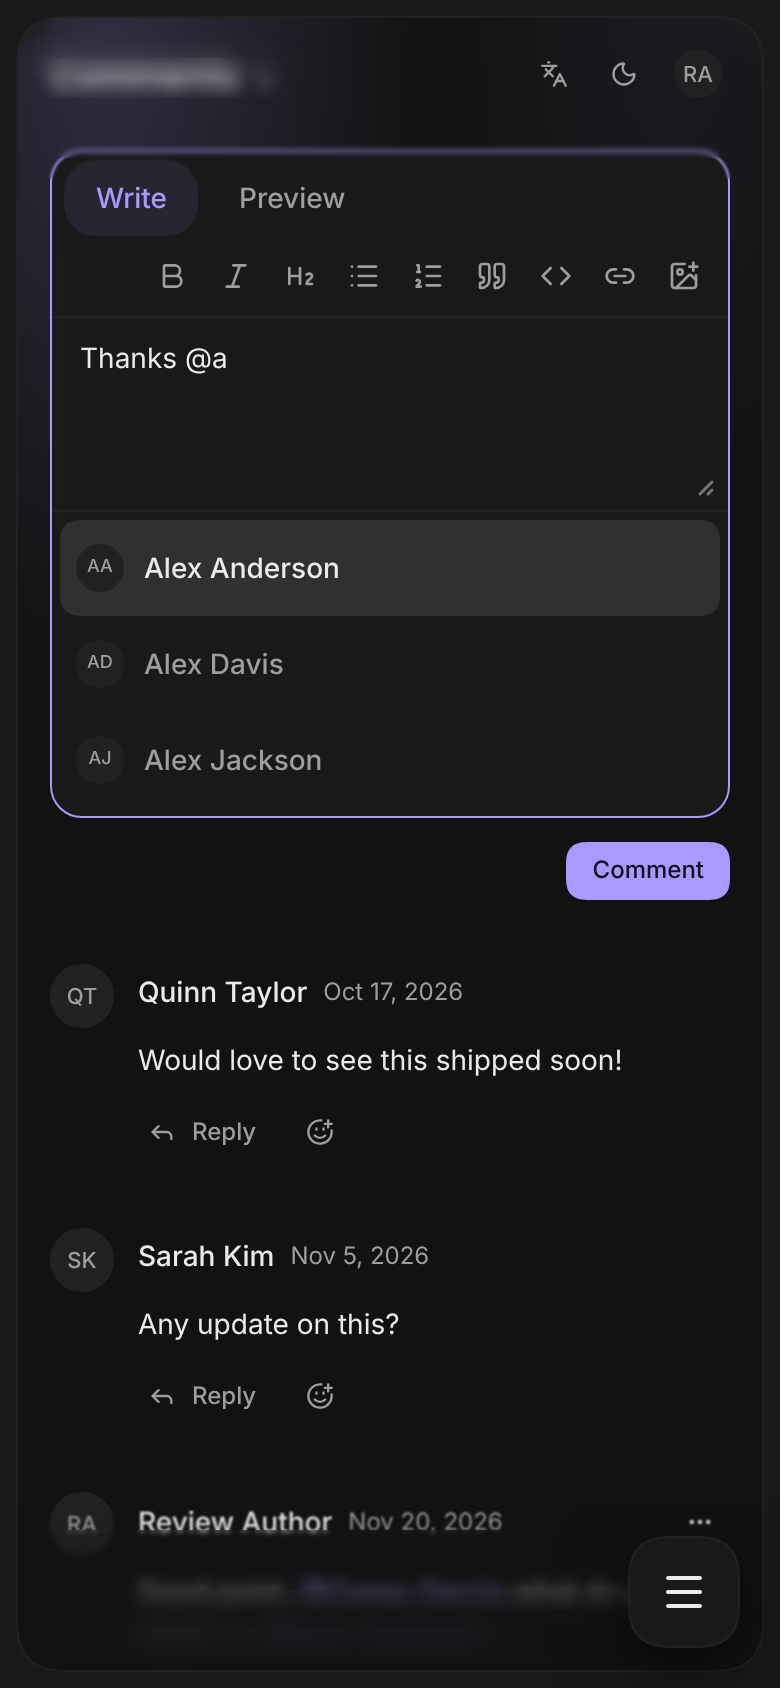 Comments
RA
Write
Preview
H2
Thanks @a
AA
Alex Anderson
AD
Alex Davis
AJ
Alex Jackson
Comment
QT
Quinn Taylor
Oct 17, 2026
Would love to see this shipped soon!
Reply
SK
Sarah Kim
Nov 5, 2026
Any update on this?
Reply
RA
Review Author
Nov 20, 2026